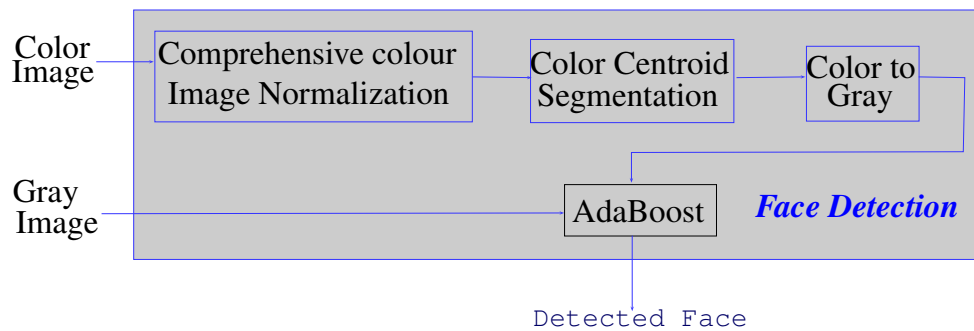 Color
Image
Comprehensive colour
Image Normalization
Color Centroid
Segmentation
Color to
Gray
Gray
Image
AdaBoost
Face Detection
Detected Face